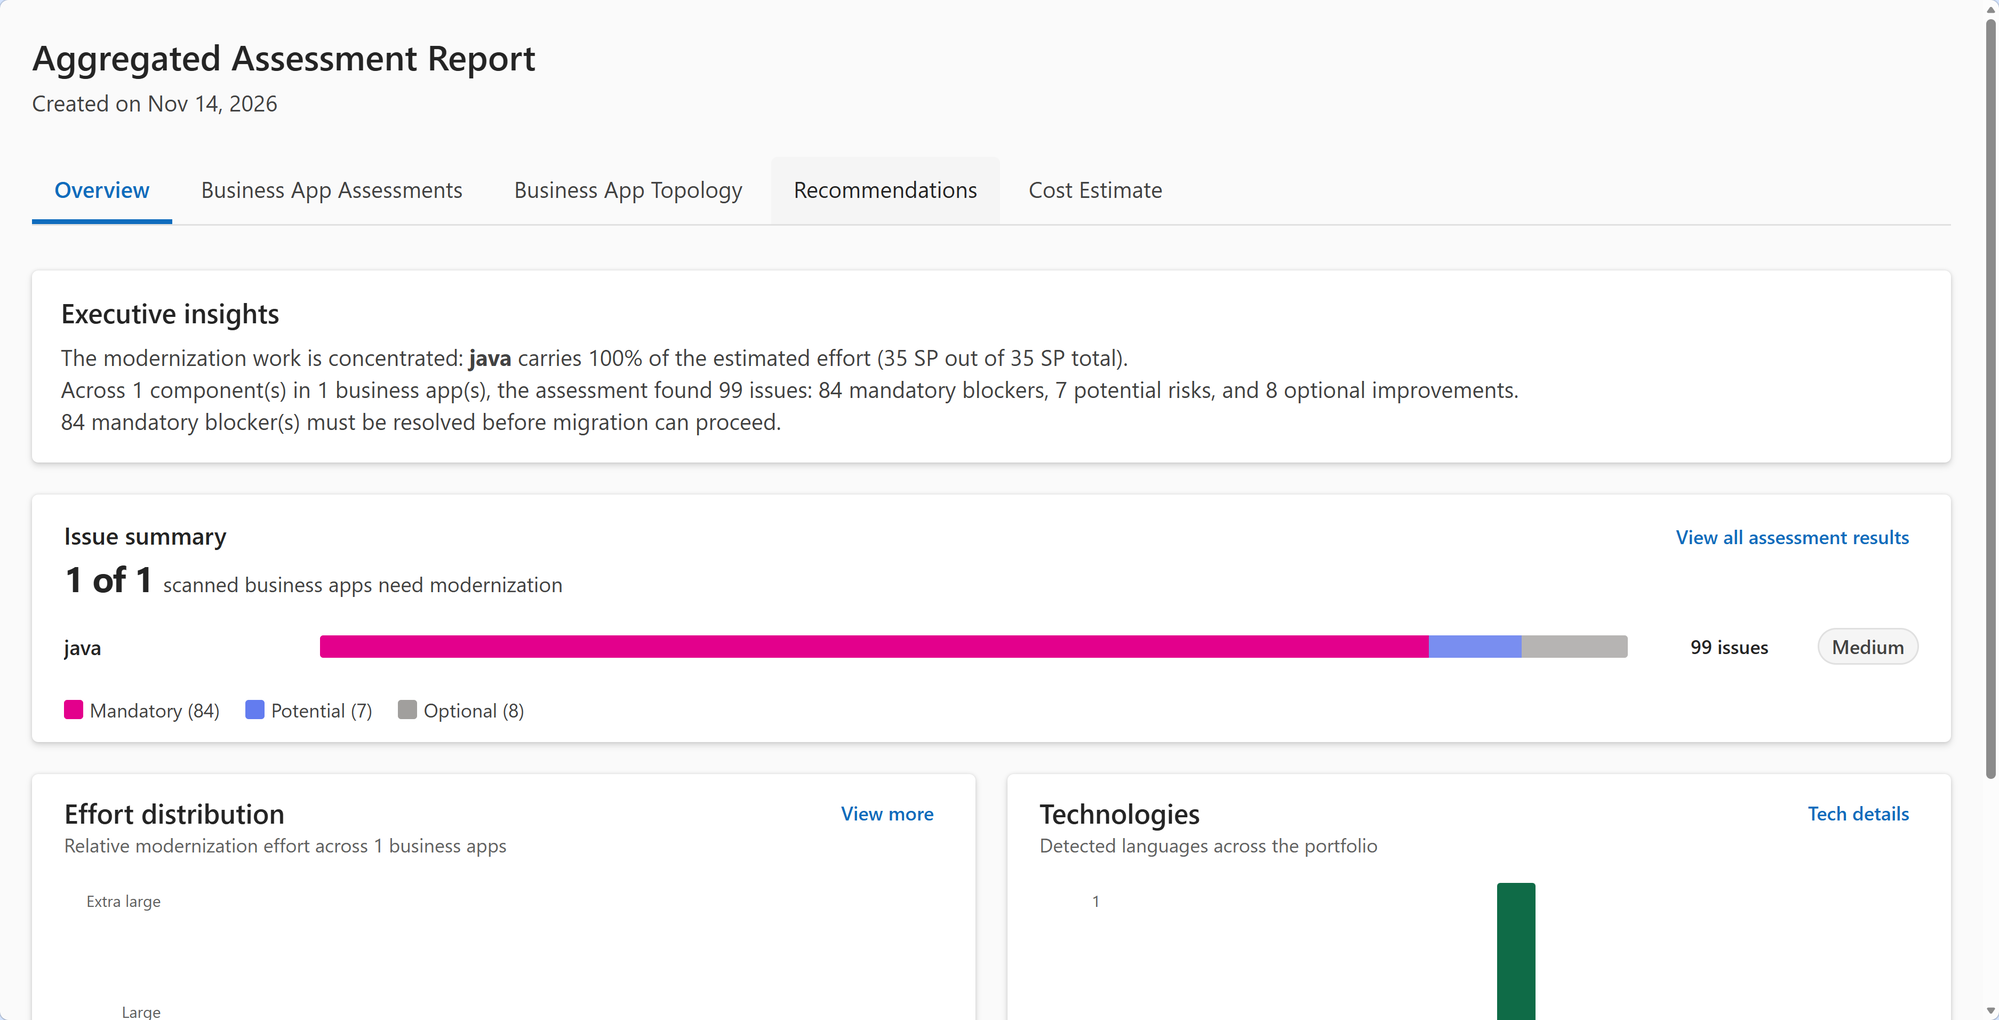 Aggregated Assessment Report
Created on Nov 14, 2026
Overview Business App Assessments Business App Topology Recommendations Cost Estimate
Executive insights
The modernization work is concentrated: java carries 100% of the estimated effort (35 SP out of 35 SP total).
Across 1 component(s) in 1 business app(s), the assessment found 99 issues: 84 mandatory blockers, 7 potential risks, and 8 optional improvements.
84 mandatory blocker(s) must be resolved before migration can proceed.
Issue summary View all assessment results
1 of 1 scanned business apps need modernization
java 99 issues Medium
Mandatory (84) Potential (7) Optional (8)
Effort distribution View more
Relative modernization effort across 1 business apps
Extra large
Large
Technologies Tech details
Detected languages across the portfolio
1